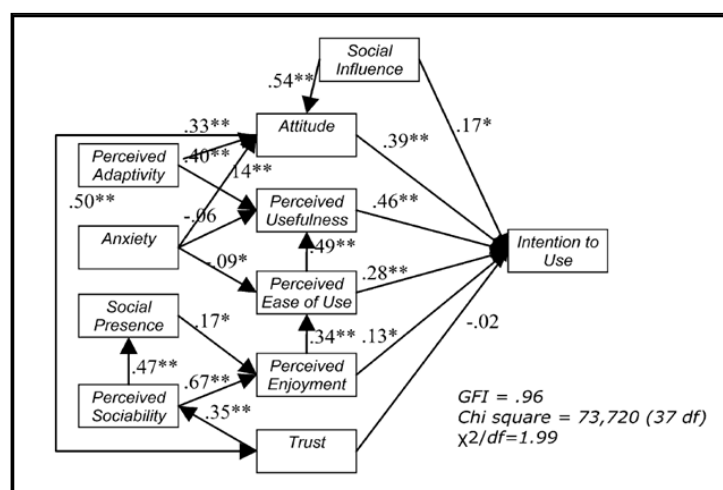 Social
Influence
.54**
.33**
Attitude
.17*
.39**
Perceived
Adaptivity
.40**
.14**
.50**
Perceived
Usefulness
.46**
-.06
Anxiety
Intention to
Use
.49**
-.09*
Perceived
Ease of Use
.28**
Social
Presence
.17*
-.02
.34**
.13*
.47**
Perceived
Enjoyment
.67**
Perceived
Sociability
.35**
Trust
GFI = .96
Chi square = 73,720 (37 df)
χ2/df=1.99